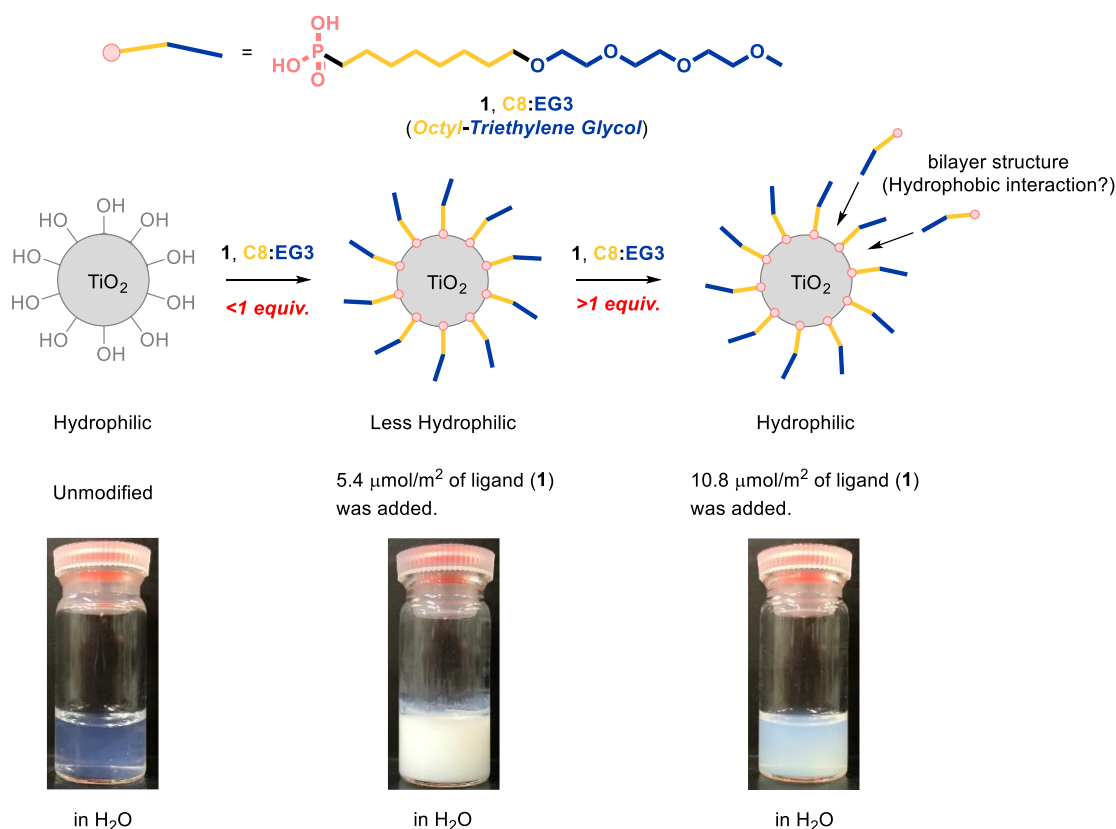 OH
HO P
O
= O O O O
1, C8:EG3
(Octyl-Triethylene Glycol)
bilayer structure
(Hydrophobic interaction?)
OH
HO OH
HO OH
HO OH
HO OH
OH
TiO2
1, C8:EG3
<1 equiv.
TiO2
1, C8:EG3
>1 equiv.
TiO2
Hydrophilic
Less Hydrophilic
Hydrophilic
Unmodified
5.4 μmol/m2 of ligand (1)
was added.
10.8 μmol/m2 of ligand (1)
was added.
in H2O
in H2O
in H2O